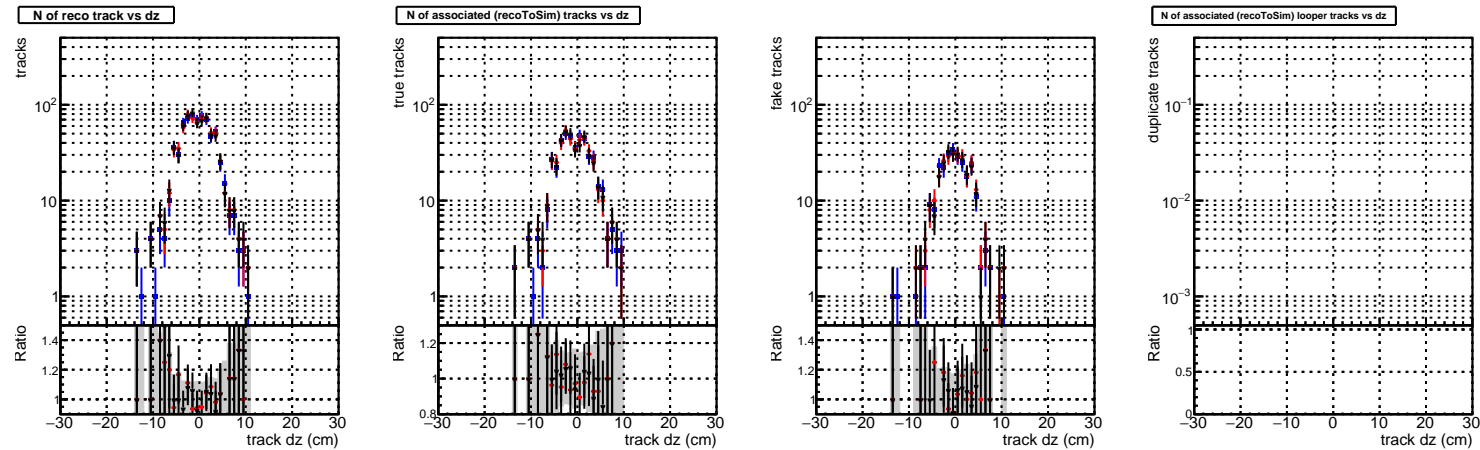 N of reco track vs dz
tracks
10²
10
1
Ratio
1.4
1.2
1
−30 −20 −10 0 10 20 30
track dz (cm)
N of associated (recoToSim) tracks vs dz
true tracks
10²
10
1
Ratio
1.2
1
0.8
−30 −20 −10 0 10 20 30
track dz (cm)
fake tracks
10²
10
1
Ratio
1.4
1.2
1
−30 −20 −10 0 10 20 30
track dz (cm)
N of associated (recoToSim) looper tracks vs dz
duplicate tracks
10⁻¹
10⁻²
10⁻³
Ratio
1
0.5
0
−30 −20 −10 0 10 20 30
track dz (cm)